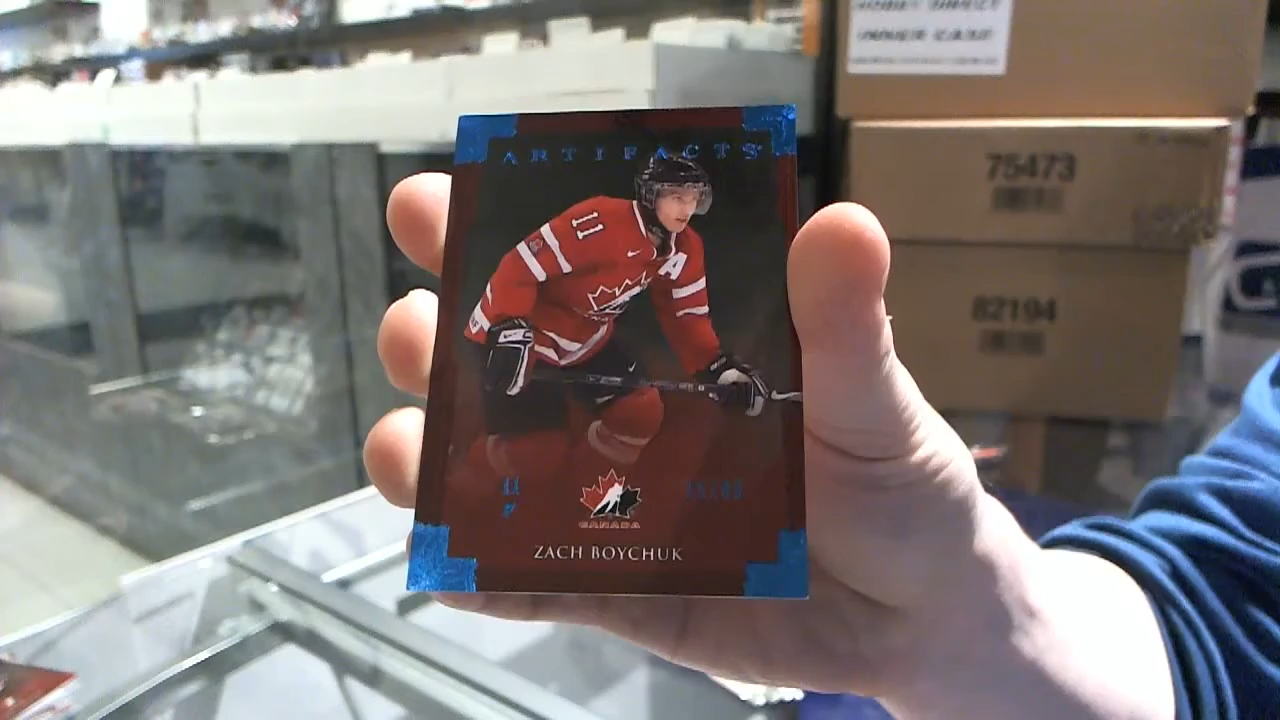 HOBBY DIRECT
INNER CASE
75473
82194
ARTIFACTS
11
A
CANADA
ZACH BOYCHUK